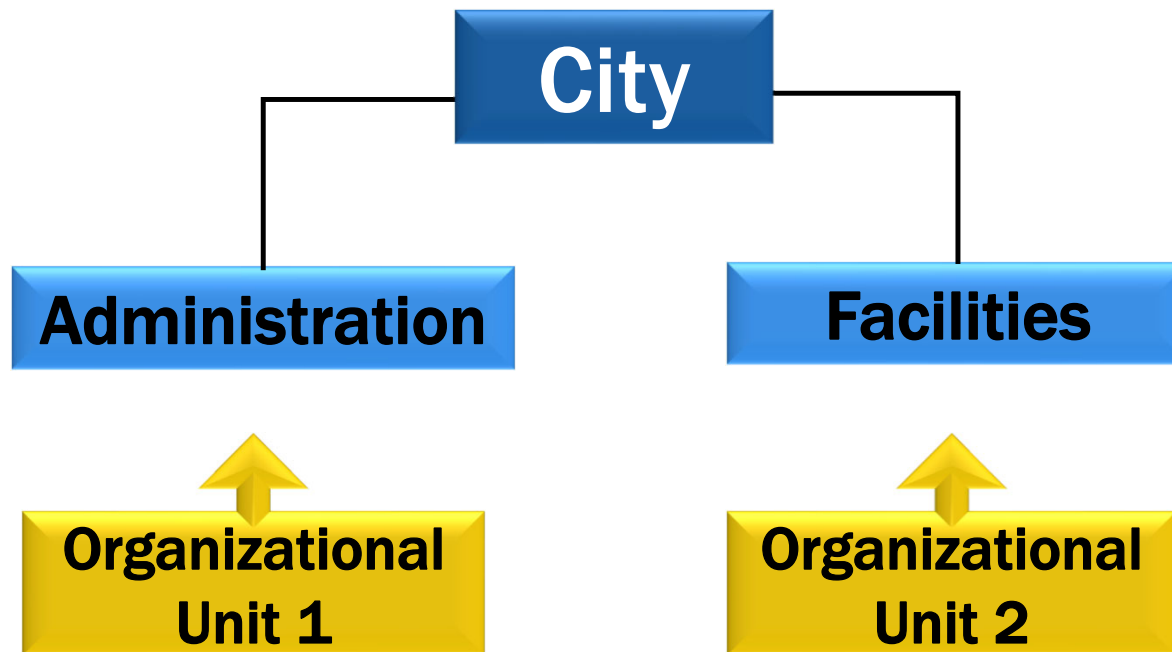 City
Administration
Facilities
Organizational
Unit 1
Organizational
Unit 2